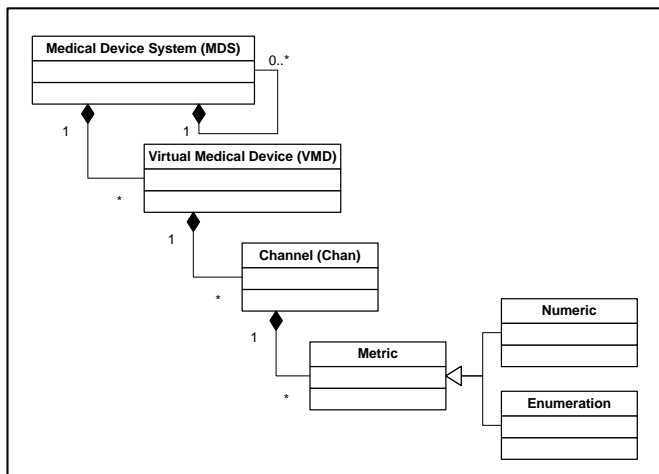 Medical Device System (MDS)
0..*
1
1
Virtual Medical Device (VMD)
*
1
Channel (Chan)
*
1
Numeric
Metric
*
Enumeration